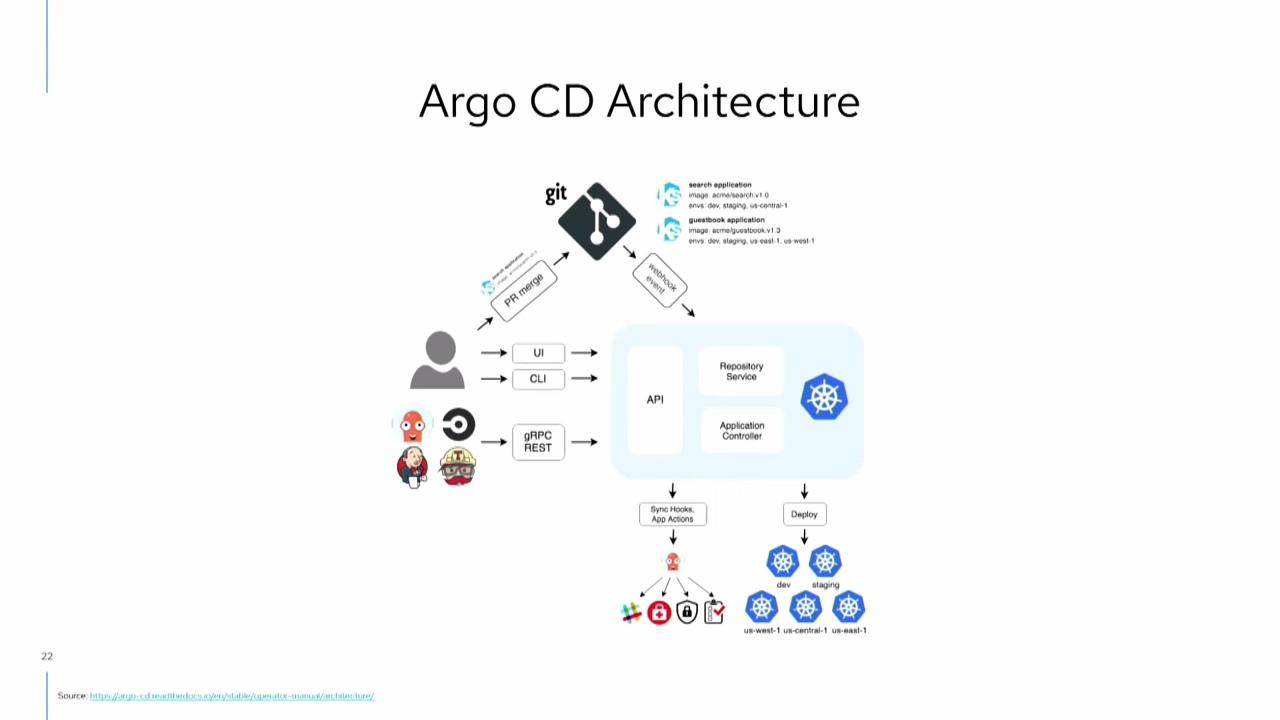 Argo CD Architecture
git
search application
image: acme/search:v1.0
envs: dev, staging, us-central-1
guestbook application
image: acme/guestbook:v1.3
envs: dev, staging, us-east-1, us-west-1
search application
PR merge
webhook
event
UI
CLI
gRPC
REST
API
Repository
Service
Application
Controller
Sync Hooks,
App Actions
Deploy
dev
staging
us-west-1
us-central-1
us-east-1
22
Source: https://argo-cd.readthedocs.io/en/stable/operator-manual/architecture/